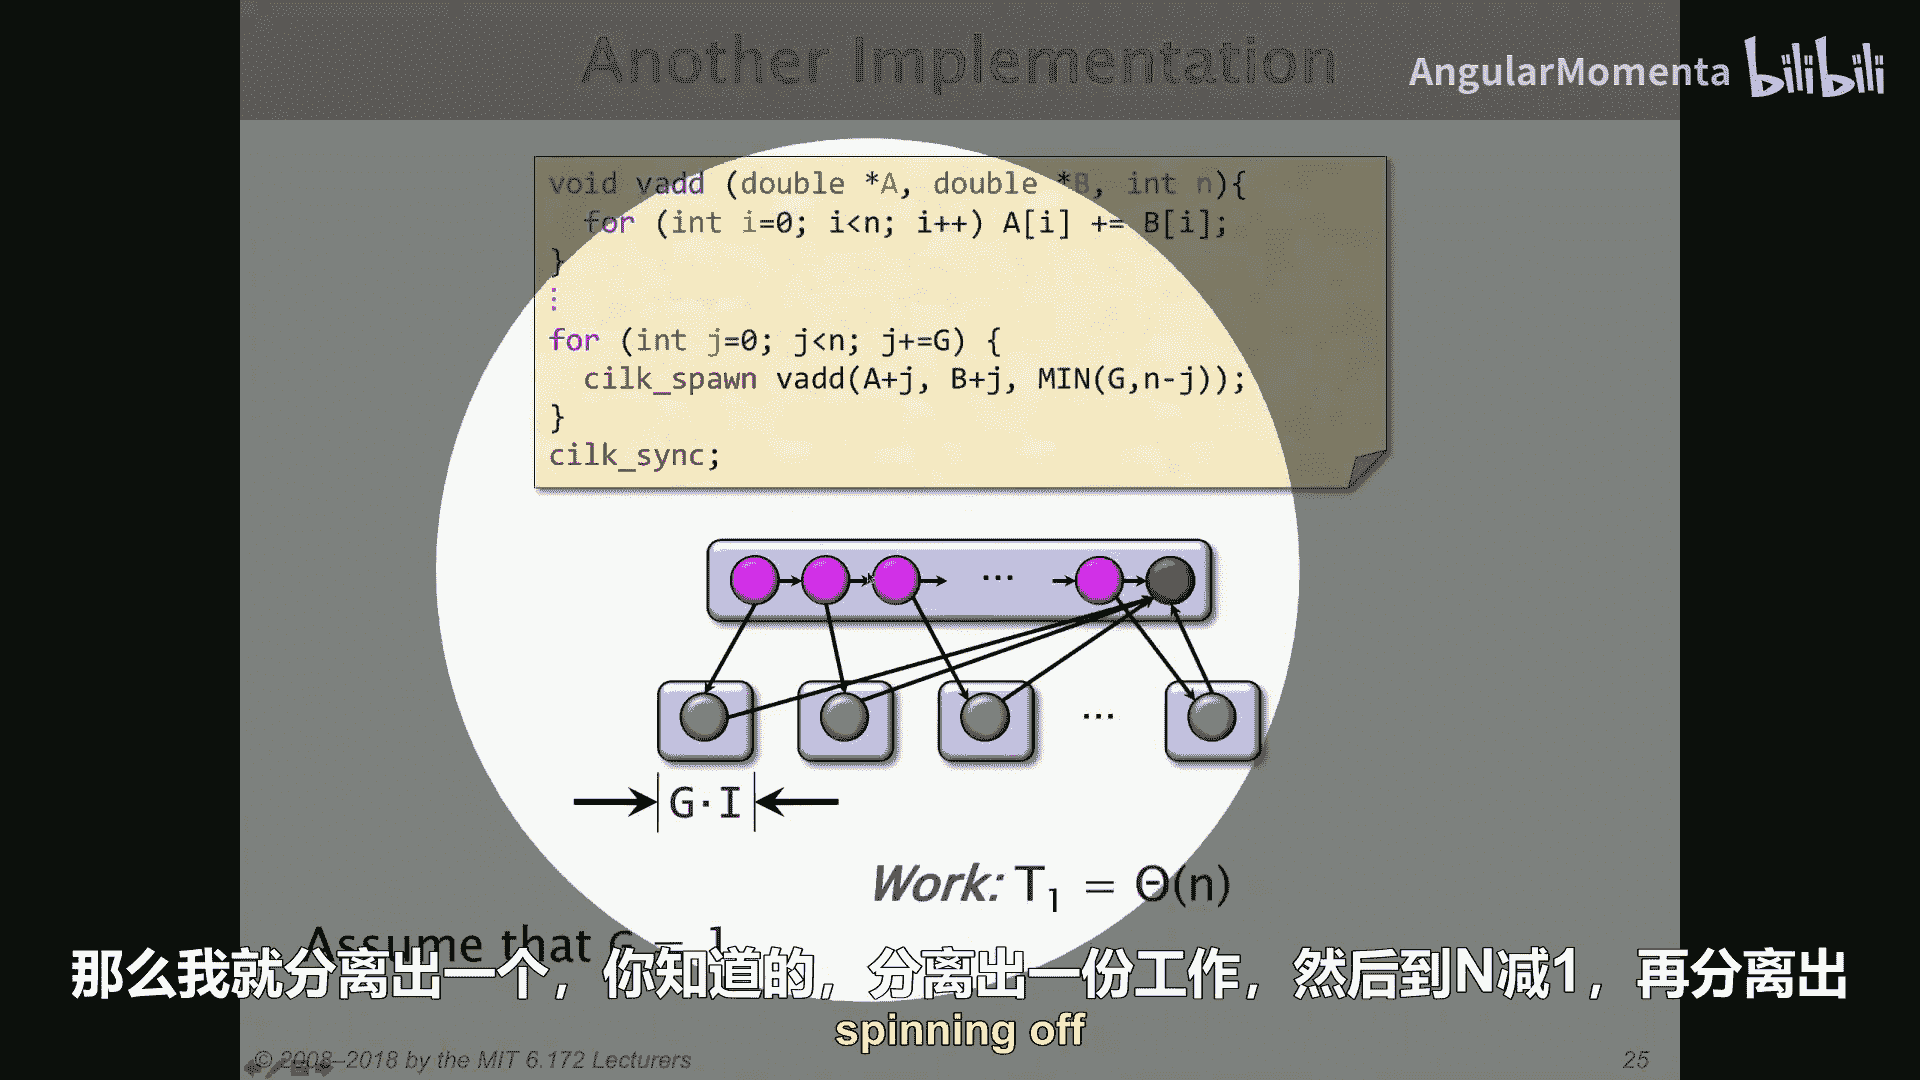 Another Implementation
AngularMomenta bilibili
void vadd (double *A, double *B, int n){
for (int i=0; i<n; i++) A[i] += B[i];
}
⋮
for (int j=0; j<n; j+=G) {
cilk_spawn vadd(A+j, B+j, MIN(G,n-j));
}
cilk_sync;
...
...
G·I
Work: T1 = Θ(n)
Assume that G = 1
那么我就分离出一个，你知道的，分离出一份工作，然后到N减1，再分离出
spinning off
© 2008–2018 by the MIT 6.172 Lecturers
25